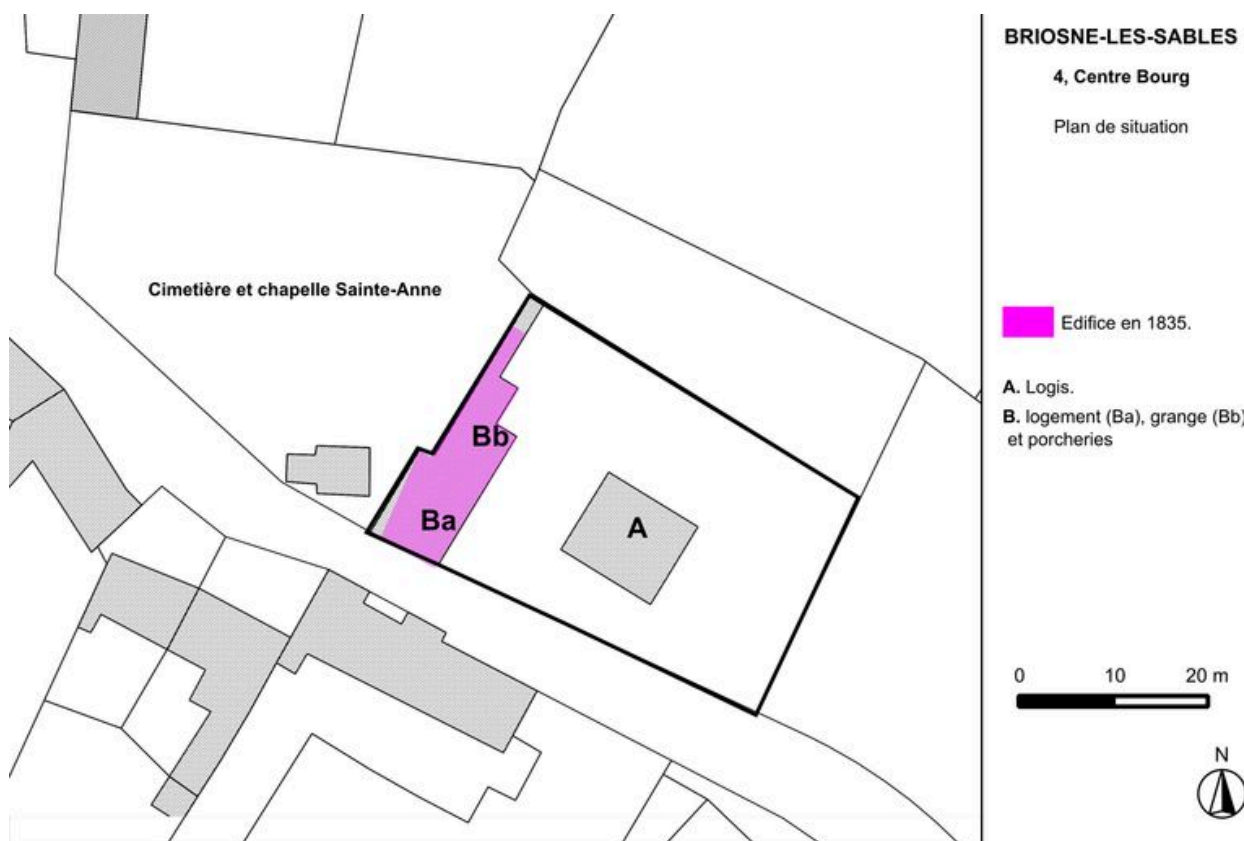 BRIOSNE-LES-SABLES
4, Centre Bourg
Plan de situation
Cimetière et chapelle Sainte-Anne
Edifice en 1835.
A. Logis.
B. logement (Ba), grange (Bb)
et porcheries
Bb
Ba
A
0 10 20 m
N